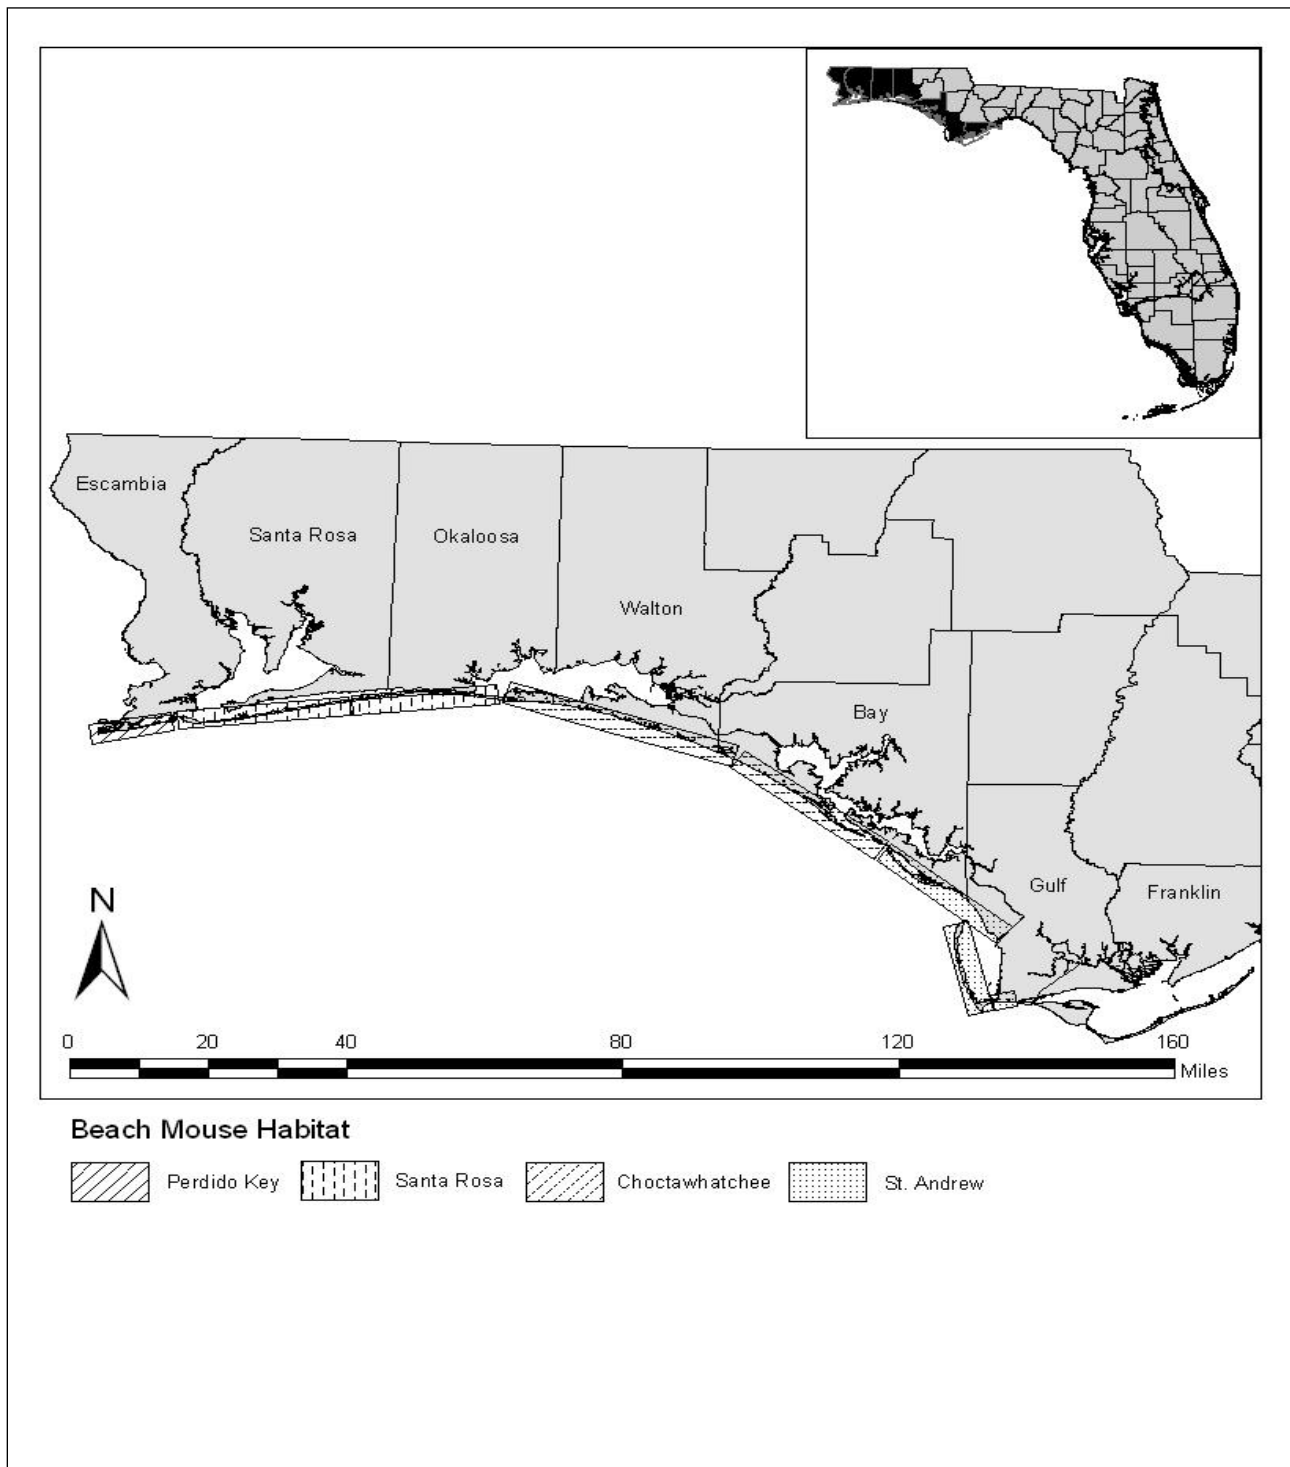 Escambia
Santa Rosa
Okaloosa
Walton
Bay
Gulf
Franklin
N
0 20 40 80 120 160
Miles
Beach Mouse Habitat
Perdido Key Santa Rosa Choctawhatchee St. Andrew